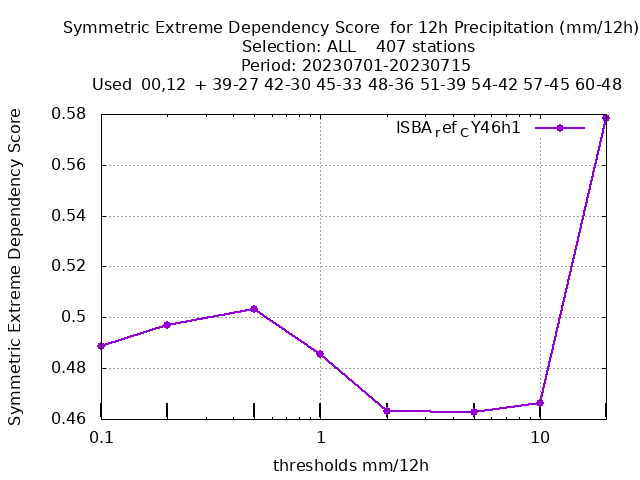 Symmetric Extreme Dependency Score  for 12h Precipitation (mm/12h)
Selection: ALL    407 stations
Period: 20230701-20230715
Used  00,12  + 39-27 42-30 45-33 48-36 51-39 54-42 57-45 60-48
Symmetric Extreme Dependency Score
0.58
0.56
0.54
0.52
0.5
0.48
0.46
ISBAref CY46h1
0.1
1
10
thresholds mm/12h